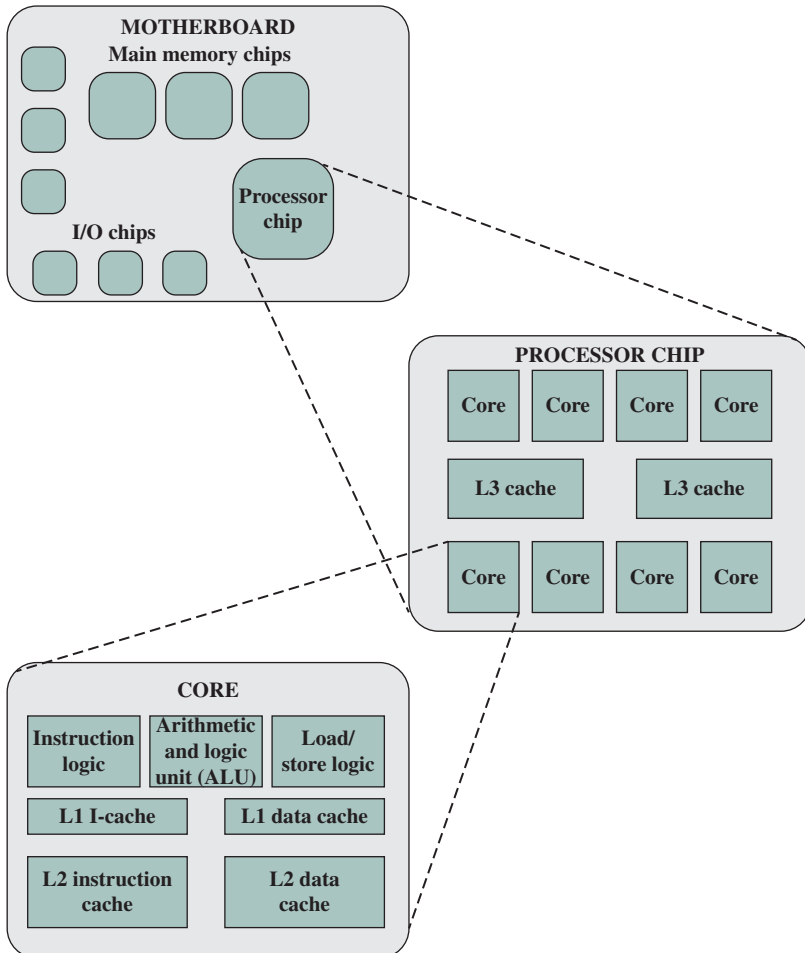 MOTHERBOARD
Main memory chips
Processor
chip
I/O chips
PROCESSOR CHIP
Core
Core
Core
Core
L3 cache
L3 cache
Core
Core
Core
Core
CORE
Instruction
logic
Arithmetic
and logic
unit (ALU)
Load/
store logic
L1 I-cache
L1 data cache
L2 instruction
cache
L2 data
cache